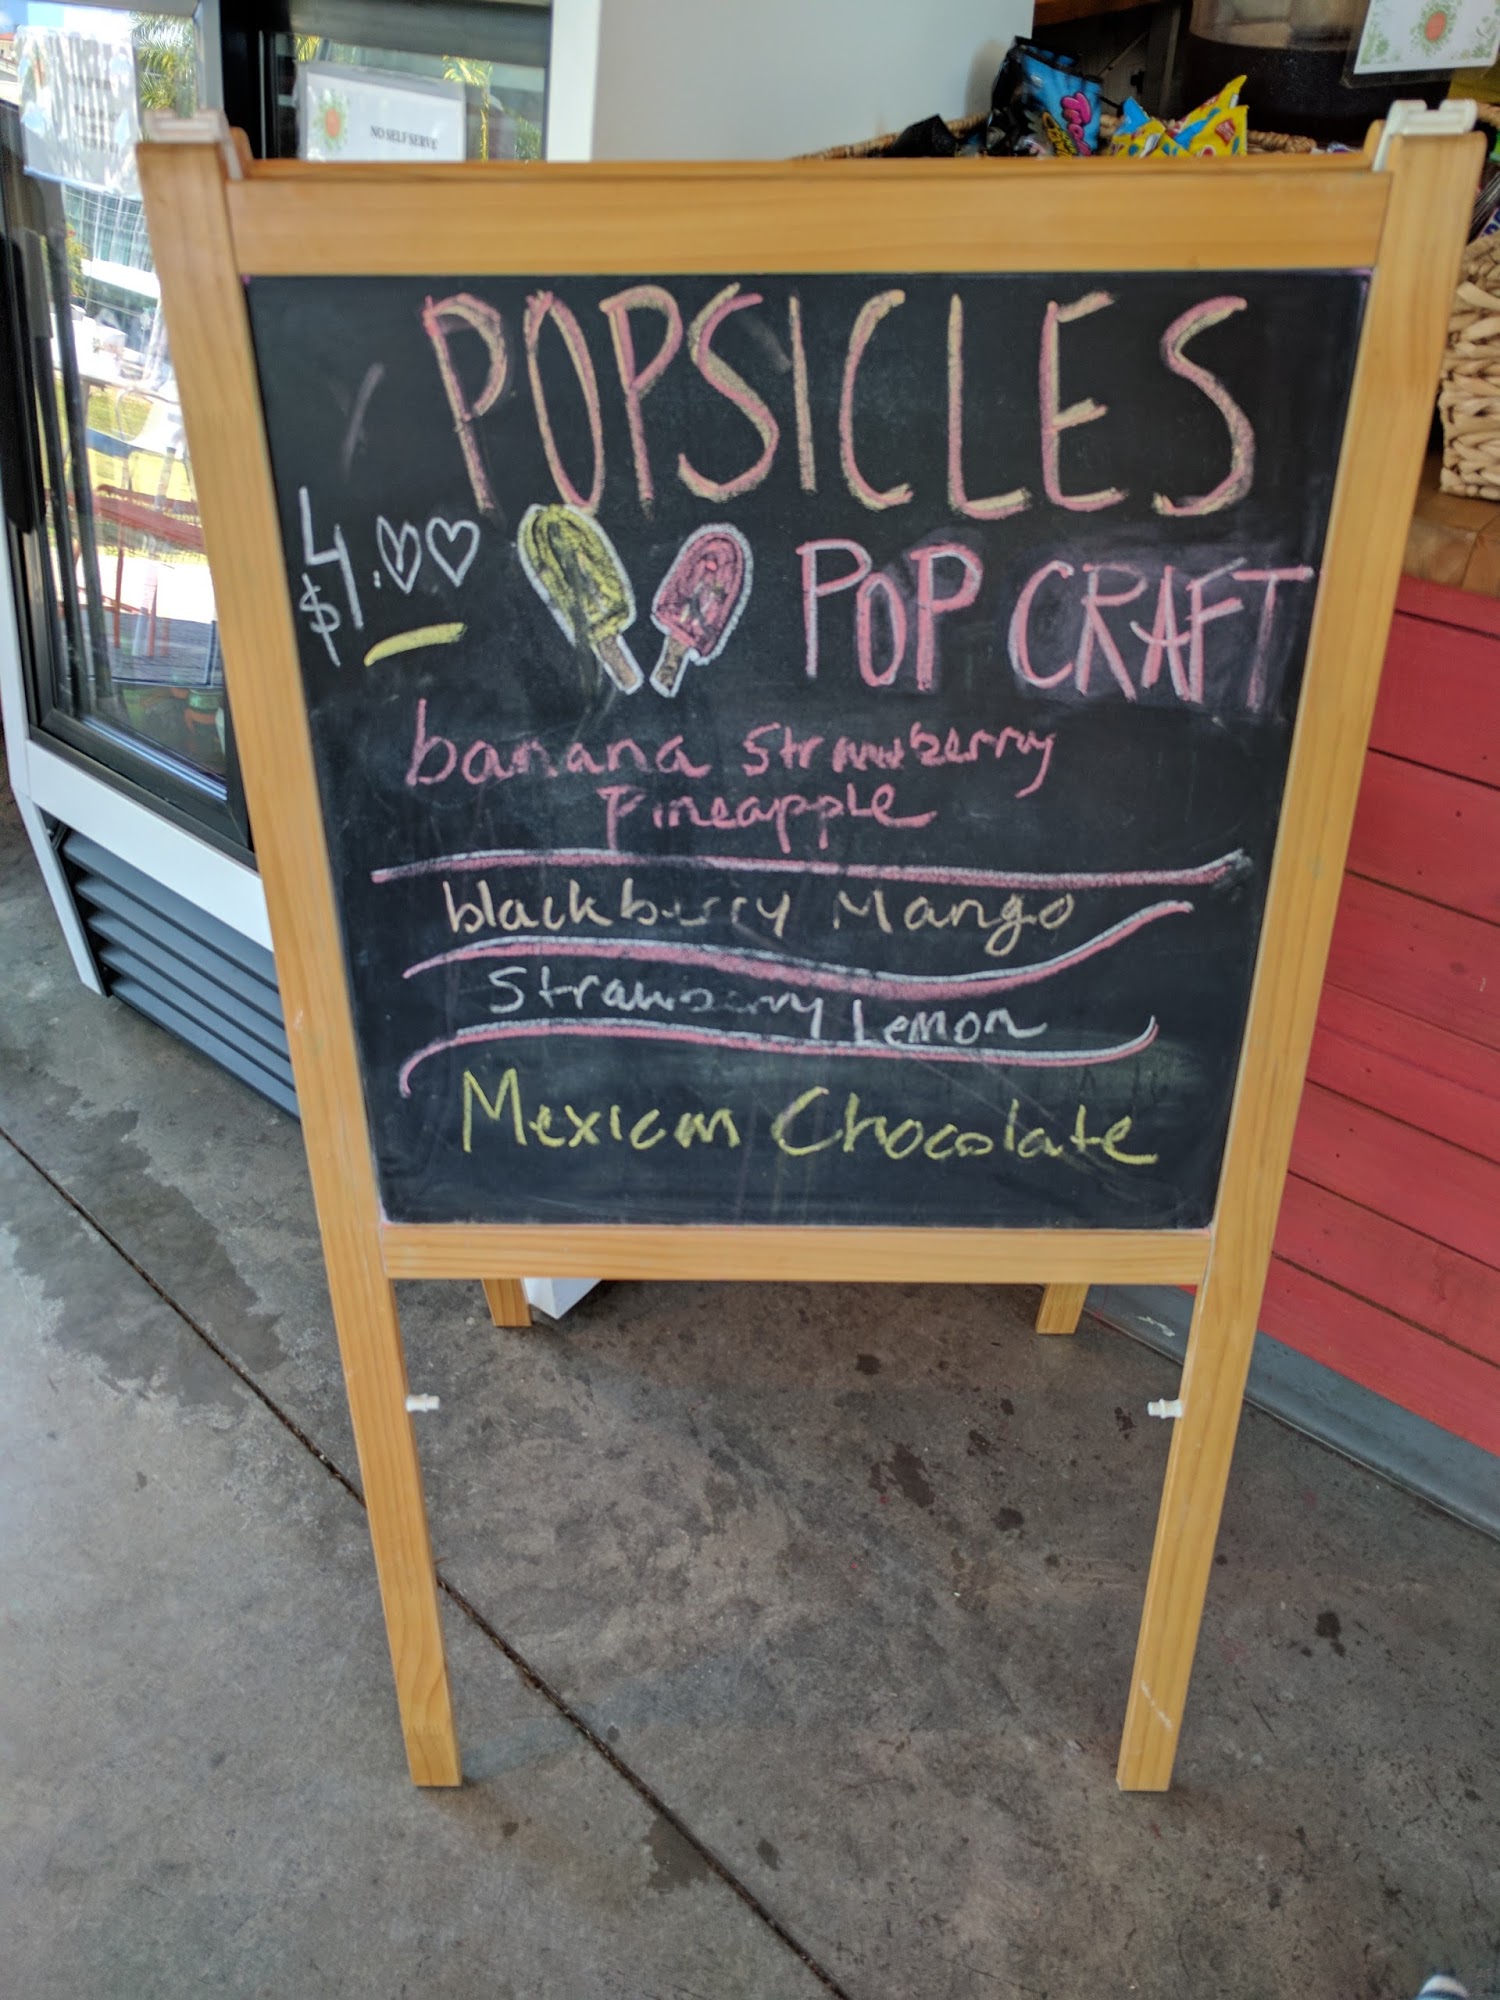 NO SELF SERVE
POPSICLES
$4.00
POP CRAFT
banana Strawberry
Pineapple
blackberry Mango
Strawberry Lemon
Mexican Chocolate